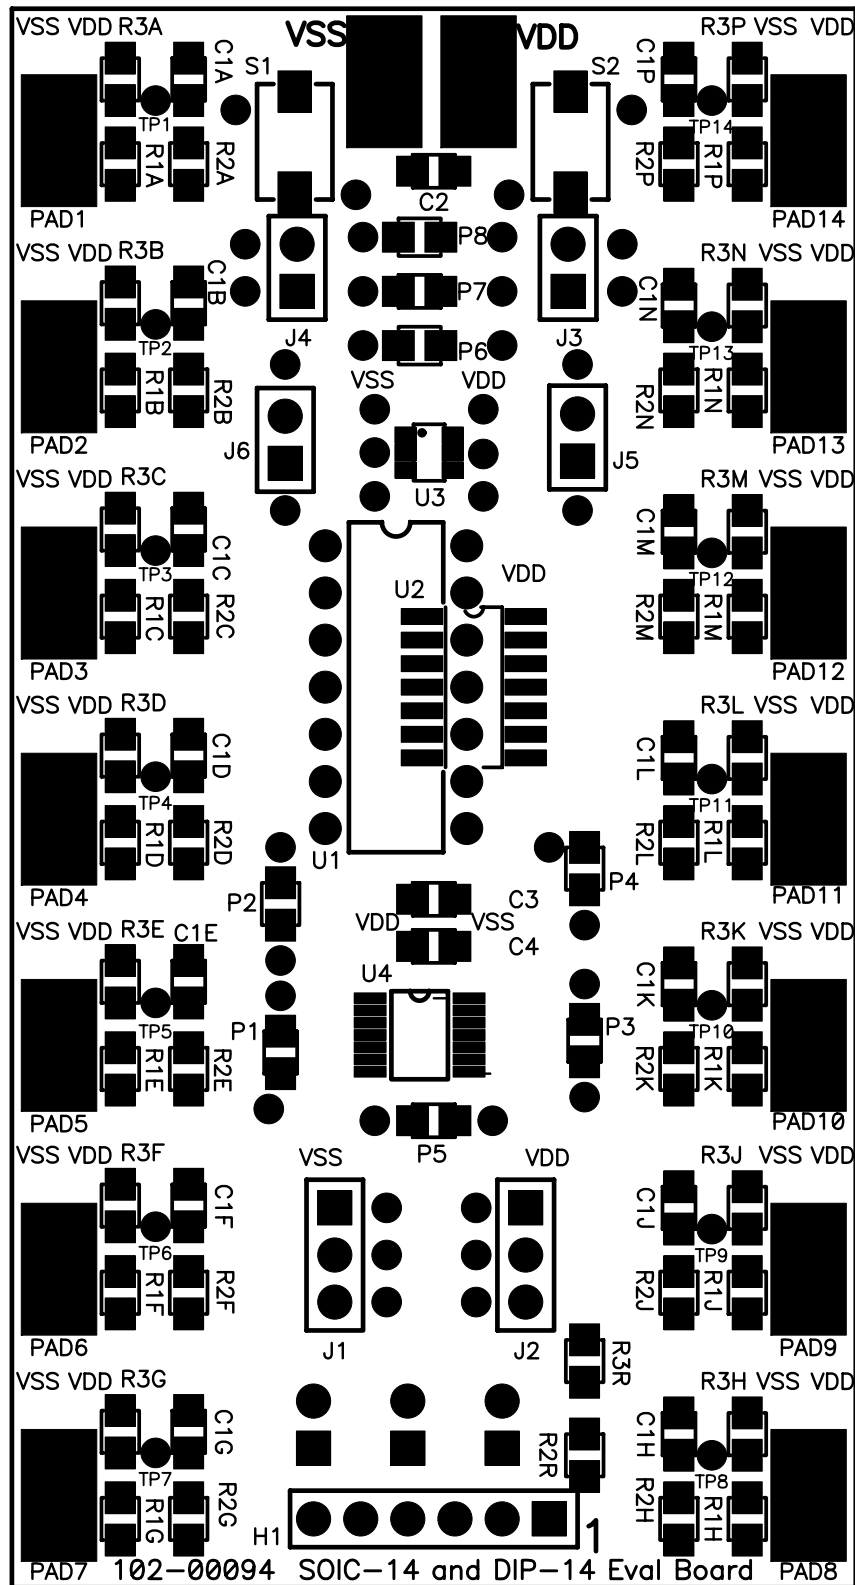 VSS VDD R3A
VSS
VDD
R3P VSS VDD
C1A
S1
S2
C1P
TP1
TP14
R1A
R2A
R2P
R1P
C2
PAD1
PAD14
VSS VDD R3B
P8
R3N VSS VDD
C1B
P7
C1N
TP2
J4
P6
J3
TP13
R1B
R2B
VSS
VDD
R2N
R1N
PAD2
J6
J5
PAD13
VSS VDD R3C
U3
R3M VSS VDD
C1C
C1M
TP3
VDD
TP12
R1C
R2C
U2
R2M
R1M
PAD3
PAD12
VSS VDD R3D
R3L VSS VDD
C1D
C1L
TP4
TP11
R1D
R2D
R2L
R1L
U1
PAD4
P2
C3
P4
PAD11
VSS VDD R3E
C1E
VDD
VSS
R3K VSS VDD
C4
U4
C1K
TP5
P1
P3
TP10
R1E
R2E
R2K
R1K
PAD5
PAD10
VSS VDD R3F
VSS
P5
VDD
R3J VSS VDD
C1F
C1J
TP6
TP9
R1F
R2F
R2J
R1J
PAD6
J1
J2
R3R
PAD9
VSS VDD R3G
R3H VSS VDD
C1G
C1H
TP7
R2R
TP8
R1G
R2G
R2H
R1H
H1
1
PAD7
102-00094 SOIC-14 and DIP-14 Eval Board
PAD8